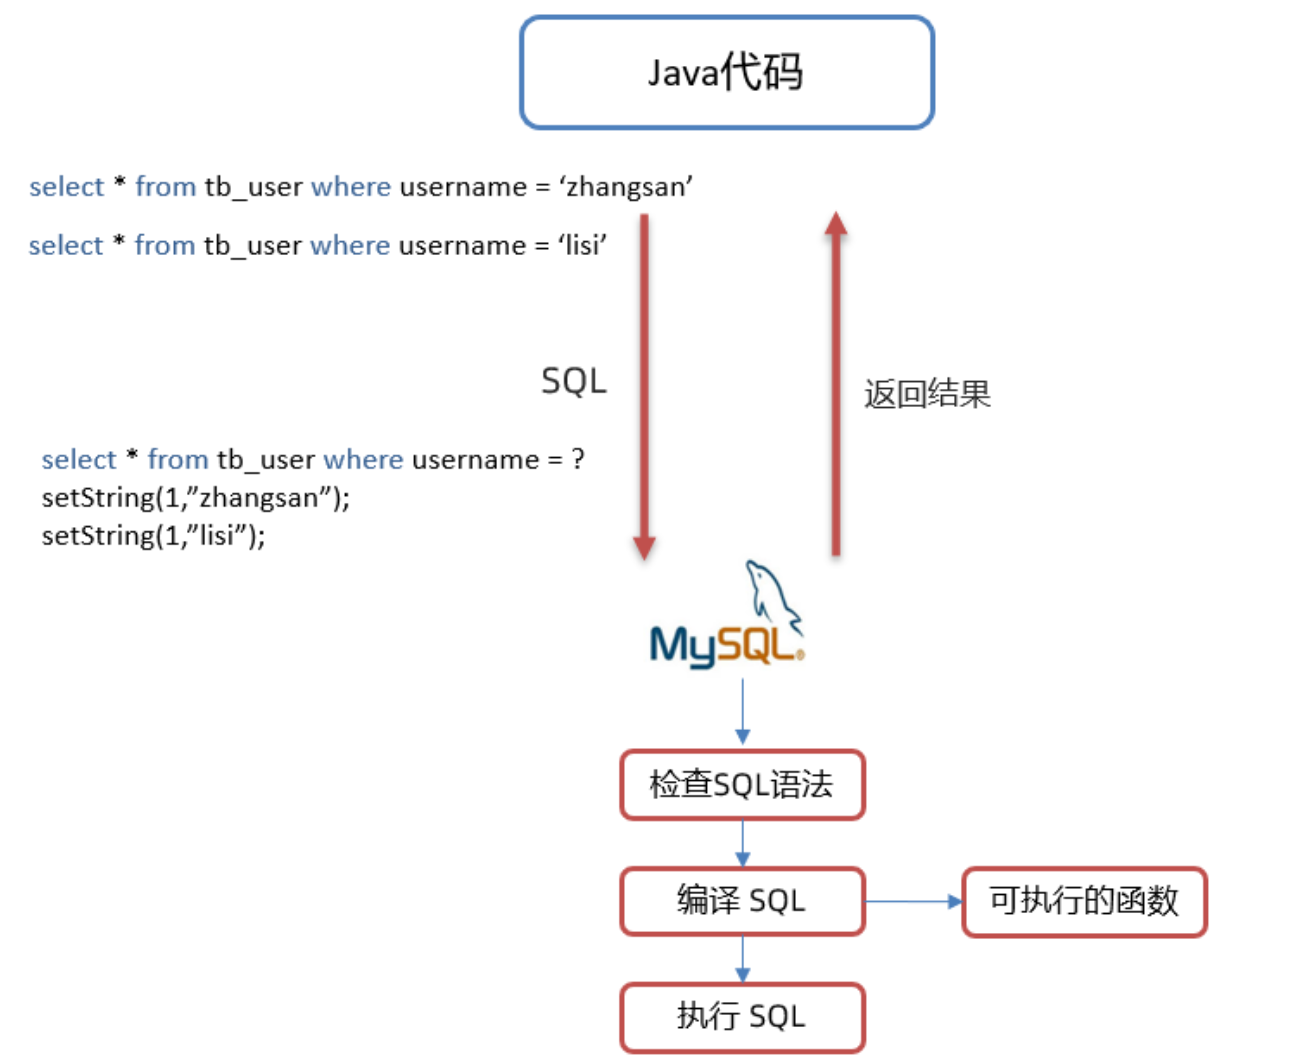 Java代码
select * from tb_user where username = ‘zhangsan’
select * from tb_user where username = ‘lisi’
SQL
返回结果
select * from tb_user where username = ?
setString(1,”zhangsan”);
setString(1,”lisi”);
MySQL®
检查SQL语法
编译 SQL
可执行的函数
执行 SQL